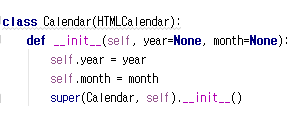 class Calendar(HTMLCalendar):
    def __init__(self, year=None, month=None):
        self.year = year
        self.month = month
        super(Calendar, self).__init__()